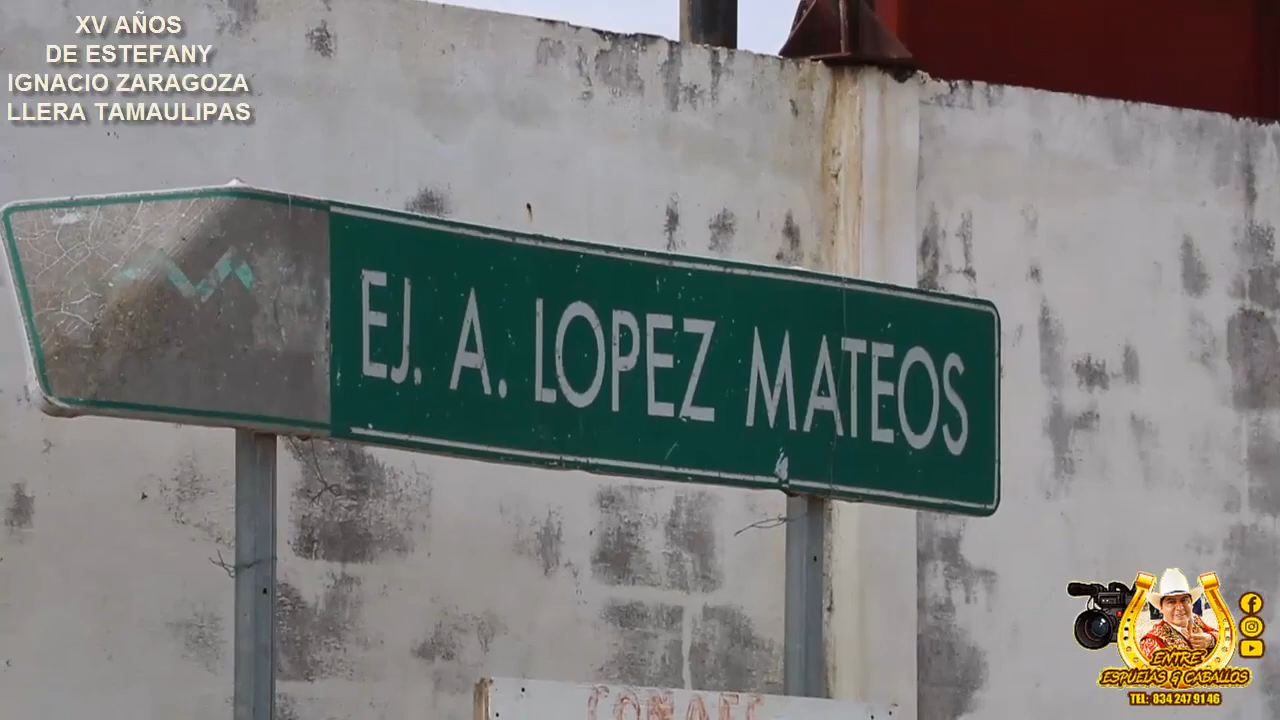 XV AÑOS
DE ESTEFANY
IGNACIO ZARAGOZA
LLERA TAMAULIPAS
EJ. A. LOPEZ MATEOS
ENTRE
ESPUELAS & CABALLOS
TEL: 834 247 91 46